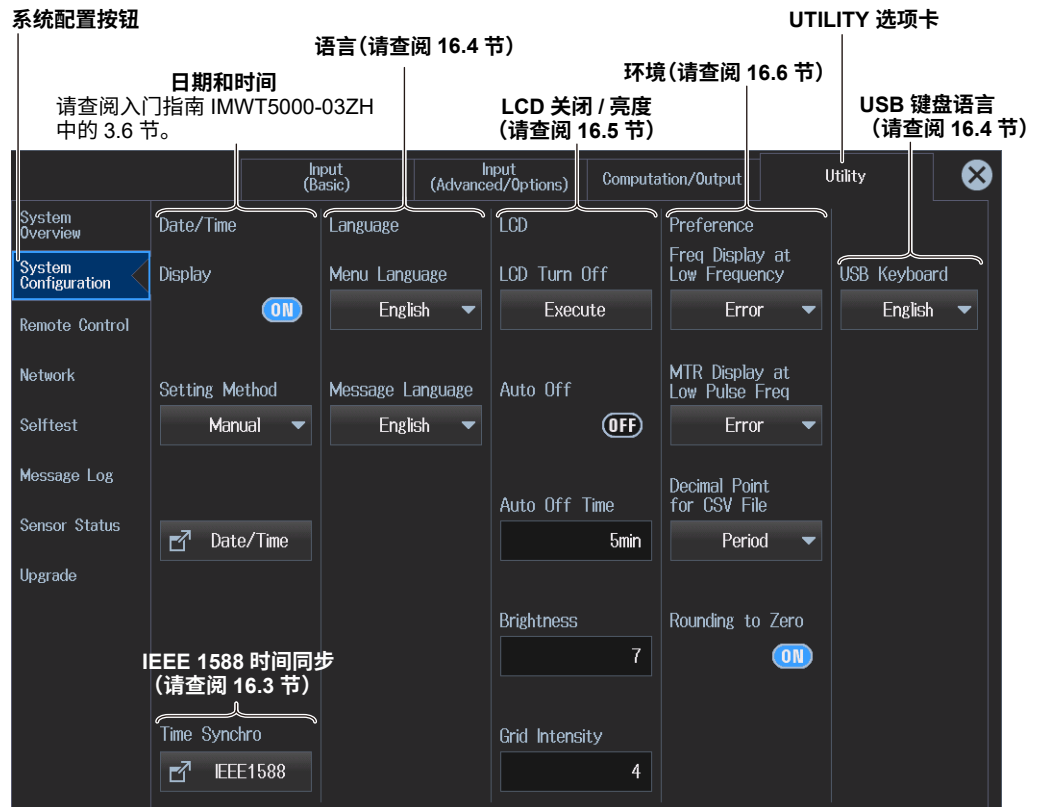 系统配置按钮
UTILITY 选项卡
语言(请查阅 16.4 节)
日期和时间
请查阅入门指南 IMWT5000-03ZH
中的 3.6 节。
环境(请查阅 16.6 节)
LCD 关闭 / 亮度
(请查阅 16.5 节)
USB 键盘语言
(请查阅 16.4 节)
Input
(Basic)
Input
(Advanced/Options)
Computation/Output
Utility
System
Overview
System
Configuration
Remote Control
Network
Selftest
Message Log
Sensor Status
Upgrade
Date/Time
Display
ON
Setting Method
Manual
Date/Time
IEEE 1588 时间同步
(请查阅 16.3 节)
Time Synchro
IEEE1588
Language
Menu Language
English
Message Language
English
LCD
LCD Turn Off
Execute
Auto Off
OFF
Auto Off Time
5min
Brightness
7
Grid Intensity
4
Preference
Freq Display at
Low Frequency
Error
MTR Display at
Low Pulse Freq
Error
Decimal Point
for CSV File
Period
Rounding to Zero
ON
USB Keyboard
English